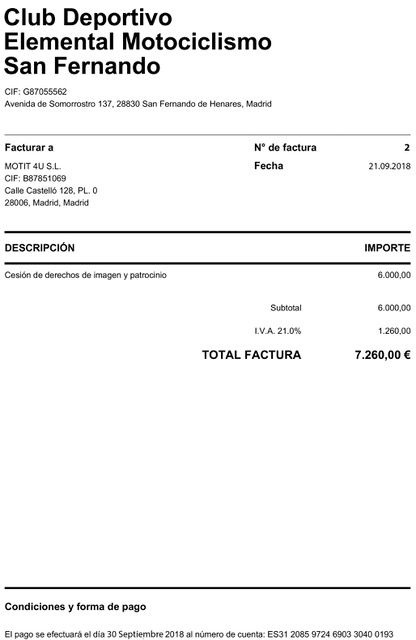 Club Deportivo
Elemental Motociclismo
San Fernando
CIF: G87055562
Avenida de Somorrostro 137, 28830 San Fernando de Henares, Madrid
Facturar a
N° de factura 2
MOTIT 4U S.L.
Fecha 21.09.2018
CIF: B87851069
Calle Castelló 128, PL. 0
28006, Madrid, Madrid
DESCRIPCIÓN IMPORTE
Cesión de derechos de imagen y patrocinio 6.000,00
Subtotal 6.000,00
I.V.A. 21.0% 1.260,00
TOTAL FACTURA 7.260,00 €
Condiciones y forma de pago
El pago se efectuará el día 30 Septiembre 2018 al número de cuenta: ES31 2085 9724 6903 3040 0193